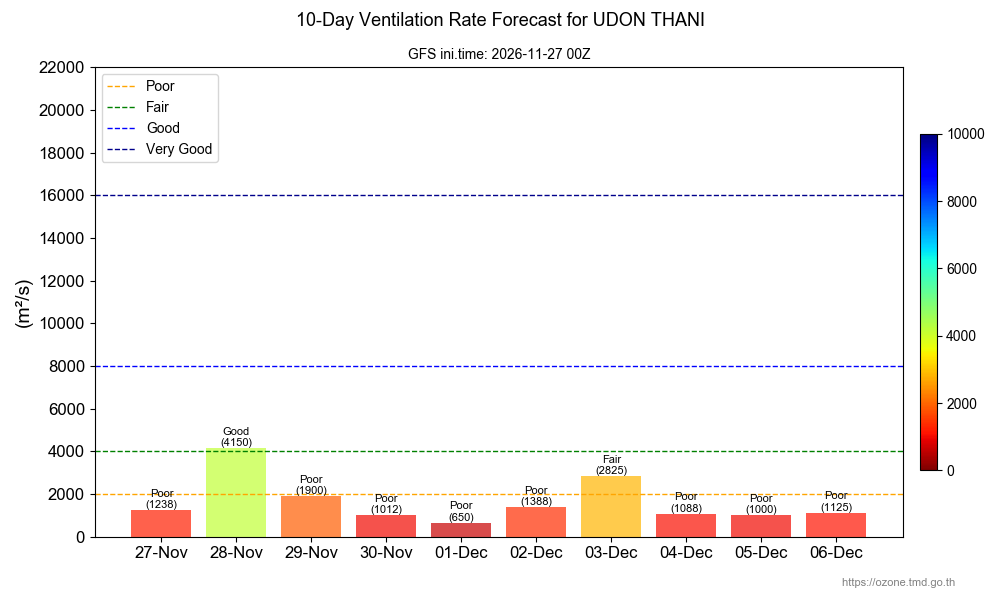 10-Day Ventilation Rate Forecast for UDON THANI
GFS ini.time: 2026-11-27 00Z
22000
20000
18000
16000
14000
12000
10000
8000
6000
4000
2000
0
(m²/s)
Poor
Fair
Good
Very Good
Poor
(1238)
Good
(4150)
Poor
(1900)
Poor
(1012)
Poor
(650)
Poor
(1388)
Fair
(2825)
Poor
(1088)
Poor
(1000)
Poor
(1125)
27-Nov
28-Nov
29-Nov
30-Nov
01-Dec
02-Dec
03-Dec
04-Dec
05-Dec
06-Dec
10000
8000
6000
4000
2000
0
https://ozone.tmd.go.th